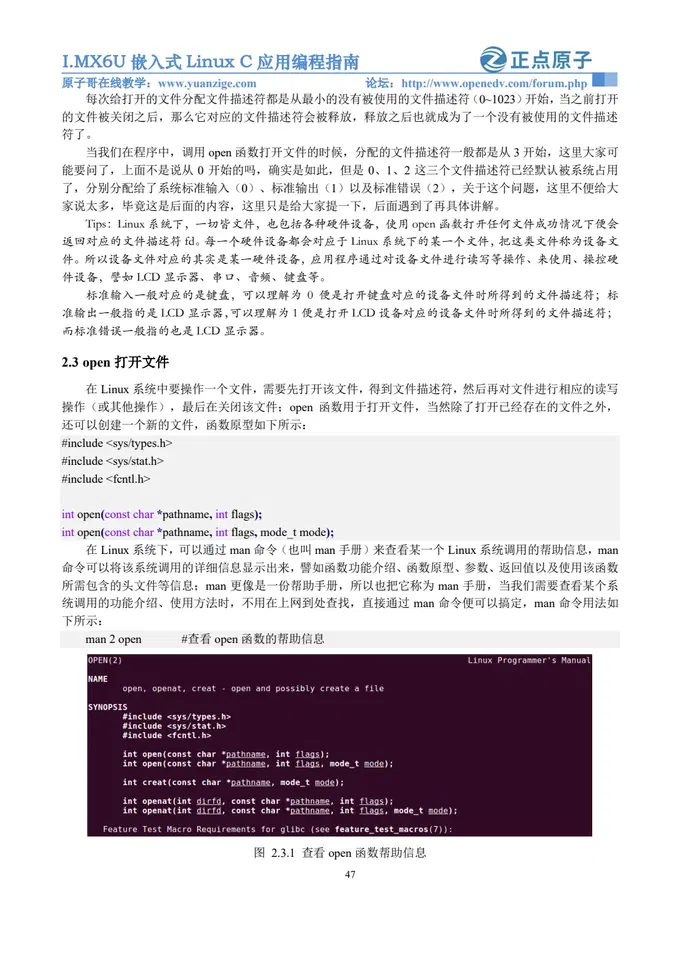 I.MX6U 嵌入式 Linux C 应用编程指南
正点原子
原子哥在线教学：www.yuanzige.com 论坛：http://www.openedv.com/forum.php
每次给打开的文件分配文件描述符都是从最小的没有被使用的文件描述符（0~1023）开始，当之前打开
的文件被关闭之后，那么它对应的文件描述符会被释放，释放之后也就成为了一个没有被使用的文件描述
符了。
当我们在程序中，调用 open 函数打开文件的时候，分配的文件描述符一般都是从 3 开始，这里大家可
能要问了，上面不是说从 0 开始的吗，确实是如此，但是 0、1、2 这三个文件描述符已经默认被系统占用
了，分别分配给了系统标准输入（0）、标准输出（1）以及标准错误（2），关于这个问题，这里不便给大
家说太多，毕竟这是后面的内容，这里只是给大家提一下，后面遇到了再具体讲解。
Tips：Linux 系统下，一切皆文件，也包括各种硬件设备，使用 open 函数打开任何文件成功情况下便会
返回对应的文件描述符 fd。每一个硬件设备都会对应于 Linux 系统下的某一个文件，把这类文件称为设备文
件。所以设备文件对应的其实是某一硬件设备，应用程序通过对设备文件进行读写等操作、来使用、操控硬
件设备，譬如 LCD 显示器、串口、音频、键盘等。
标准输入一般对应的是键盘，可以理解为 0 便是打开键盘对应的设备文件时所得到的文件描述符；标
准输出一般指的是 LCD 显示器，可以理解为 1 便是打开 LCD 设备对应的设备文件时所得到的文件描述符；
而标准错误一般指的也是 LCD 显示器。
2.3 open 打开文件
在 Linux 系统中要操作一个文件，需要先打开该文件，得到文件描述符，然后再对文件进行相应的读写
操作（或其他操作），最后在关闭该文件；open 函数用于打开文件，当然除了打开已经存在的文件之外，
还可以创建一个新的文件，函数原型如下所示：
#include <sys/types.h>
#include <sys/stat.h>
#include <fcntl.h>
int open(const char *pathname, int flags);
int open(const char *pathname, int flags, mode_t mode);
在 Linux 系统下，可以通过 man 命令（也叫 man 手册）来查看某一个 Linux 系统调用的帮助信息，man
命令可以将该系统调用的详细信息显示出来，譬如函数功能介绍、函数原型、参数、返回值以及使用该函数
所需包含的头文件等信息；man 更像是一份帮助手册，所以也把它称为 man 手册，当我们需要查看某个系
统调用的功能介绍、使用方法时，不用在上网到处查找，直接通过 man 命令便可以搞定，man 命令用法如
下所示：
man 2 open #查看 open 函数的帮助信息
OPEN(2) Linux Programmer's Manual
NAME
open, openat, creat - open and possibly create a file
SYNOPSIS
#include <sys/types.h>
#include <sys/stat.h>
#include <fcntl.h>
int open(const char *pathname, int flags);
int open(const char *pathname, int flags, mode_t mode);
int creat(const char *pathname, mode_t mode);
int openat(int dirfd, const char *pathname, int flags);
int openat(int dirfd, const char *pathname, int flags, mode_t mode);
Feature Test Macro Requirements for glibc (see feature_test_macros(7)):
图 2.3.1 查看 open 函数帮助信息
47